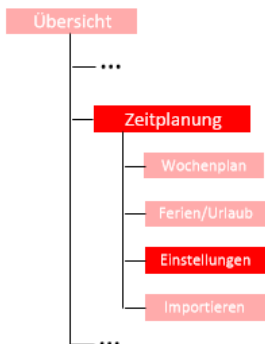 Übersicht
...
Zeitplanung
Wochenplan
Ferien/Urlaub
Einstellungen
Importieren
...